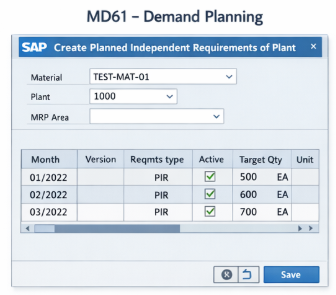 MD61 – Demand Planning
SAP Create Planned Independent Requirements of Plant ×
Material TEST-MAT-01
Plant 1000
MRP Area
Month Version Reqmts type Active Target Qty Unit
01/2022 PIR 500 EA
02/2022 PIR 600 EA
03/2022 PIR 700 EA
Save